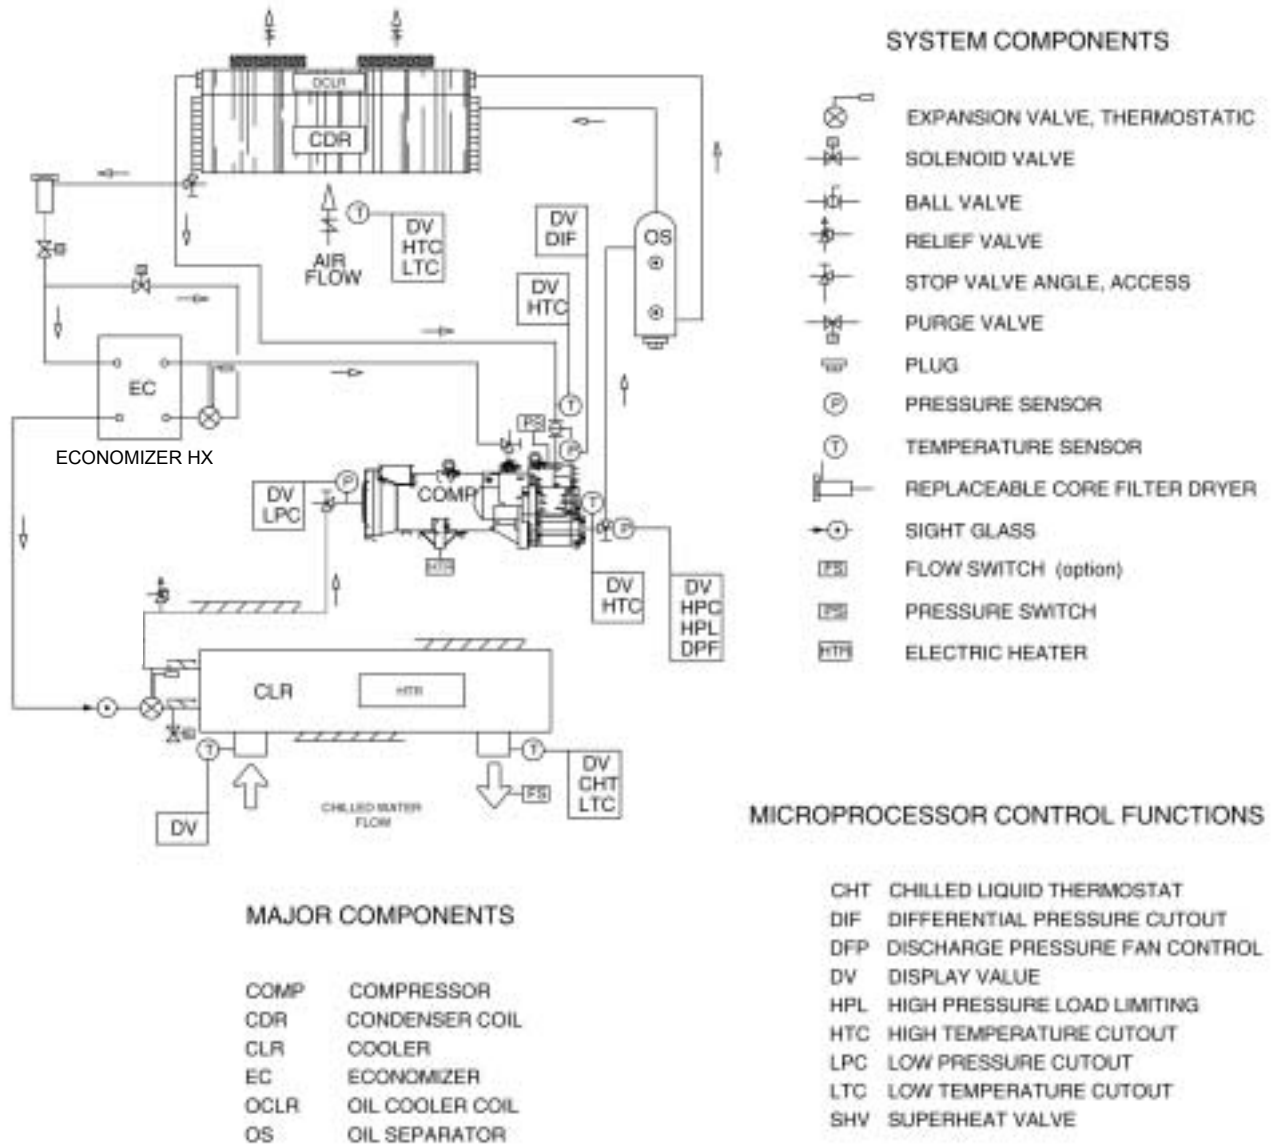 OCLR
CDR
AIR
FLOW
T
DV
HTC
LTC
DV
DIF
DV
HTC
OS
EC
ECONOMIZER HX
T
PS
P
DV
LPC
P
COMP
T
P
HTR
DV
HTC
DV
HPC
HPL
DPF
CLR
HTR
T
T
DV
CHT
LTC
FS
DV
CHILLED WATER
FLOW
SYSTEM COMPONENTS
EXPANSION VALVE, THERMOSTATIC
SOLENOID VALVE
BALL VALVE
RELIEF VALVE
STOP VALVE ANGLE, ACCESS
PURGE VALVE
PLUG
P PRESSURE SENSOR
T TEMPERATURE SENSOR
REPLACEABLE CORE FILTER DRYER
SIGHT GLASS
FS FLOW SWITCH (option)
PS PRESSURE SWITCH
HTR ELECTRIC HEATER
MAJOR COMPONENTS
COMP COMPRESSOR
CDR CONDENSER COIL
CLR COOLER
EC ECONOMIZER
OCLR OIL COOLER COIL
OS OIL SEPARATOR
MICROPROCESSOR CONTROL FUNCTIONS
CHT CHILLED LIQUID THERMOSTAT
DIF DIFFERENTIAL PRESSURE CUTOUT
DFP DISCHARGE PRESSURE FAN CONTROL
DV DISPLAY VALUE
HPL HIGH PRESSURE LOAD LIMITING
HTC HIGH TEMPERATURE CUTOUT
LPC LOW PRESSURE CUTOUT
LTC LOW TEMPERATURE CUTOUT
SHV SUPERHEAT VALVE